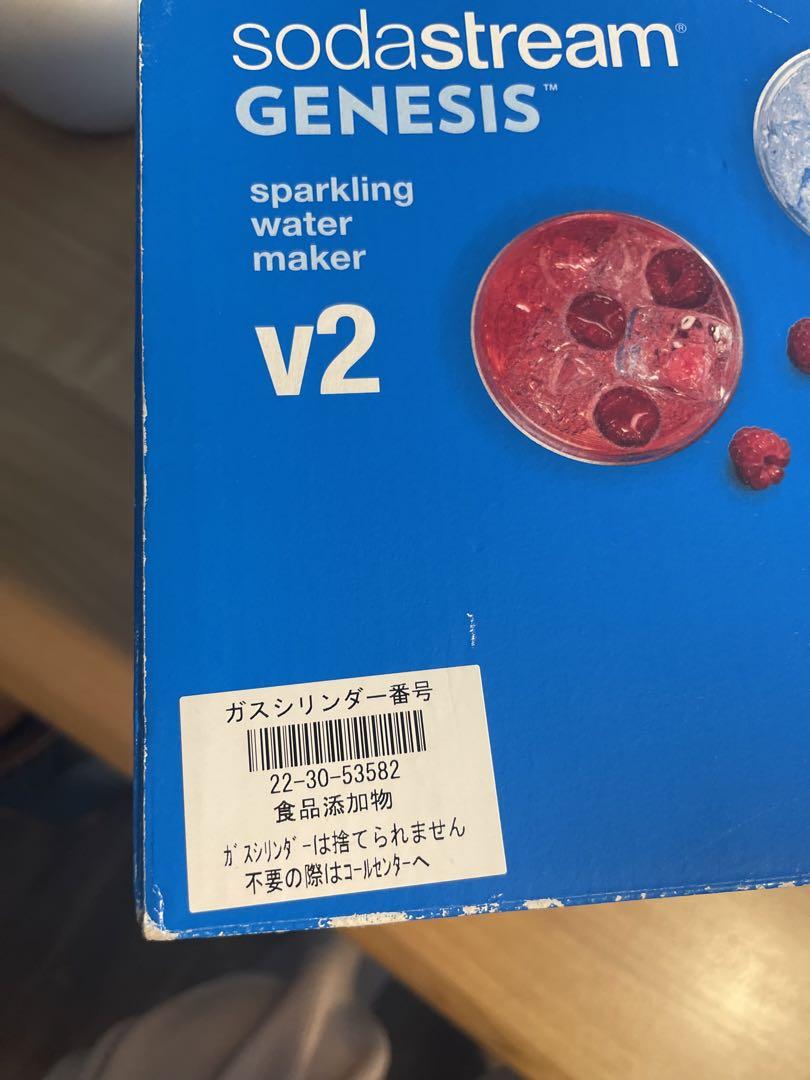 sodastream®
GENESIS™
sparkling
water
maker
v2
ガスシリンダー番号
22-30-53582
食品添加物
ｶﾞｽｼﾘﾝﾀﾞｰは捨てられません
不要の際はｺｰﾙｾﾝﾀｰへ